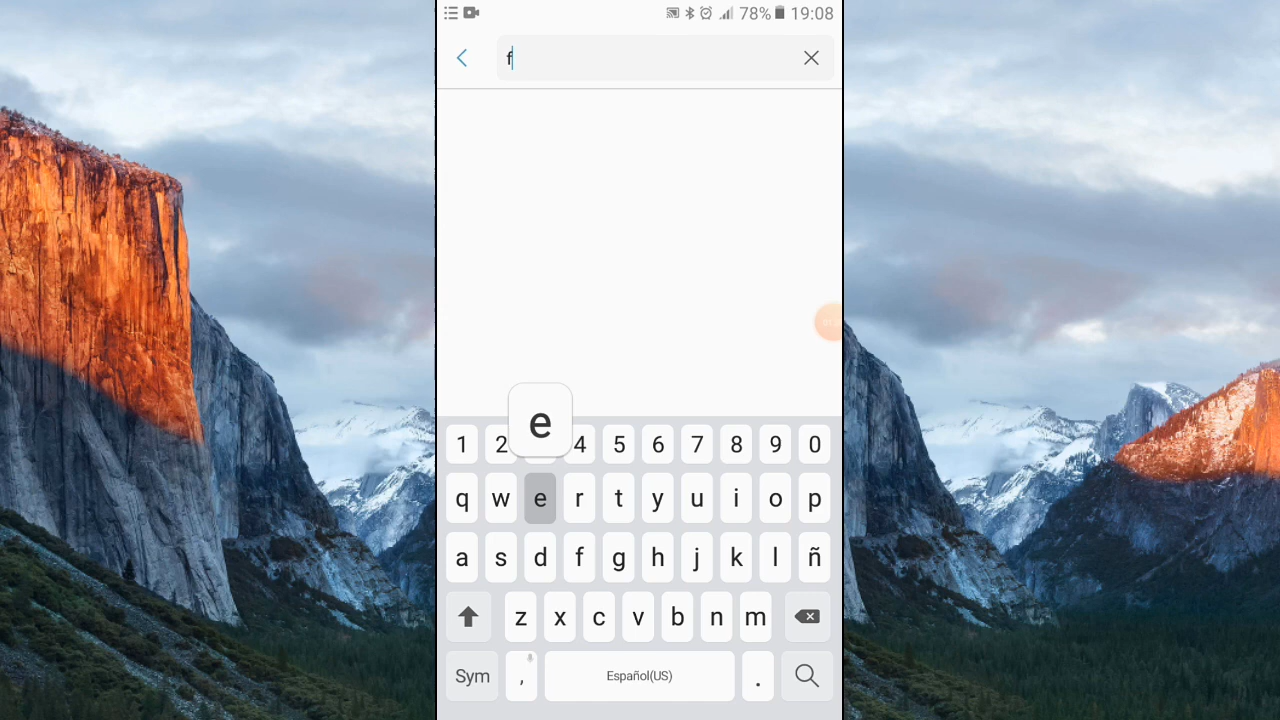 78% 19:08
f
e
1 2 4 5 6 7 8 9 0
q w e r t y u i o p
a s d f g h j k l ñ
z x c v b n m
Sym , Español(US) .